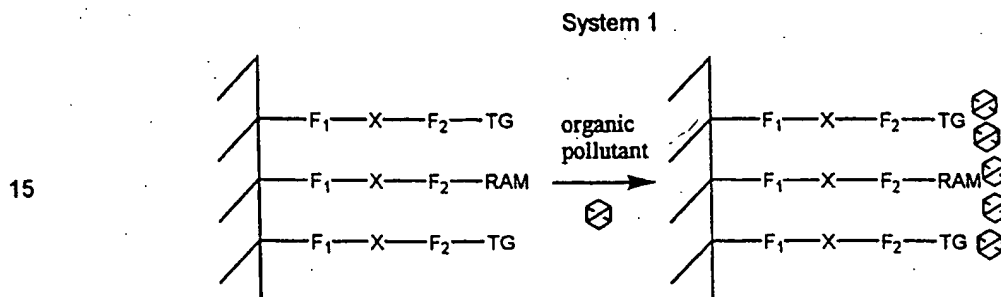 System 1
F₁—X—F₂—TG
F₁—X—F₂—TG
organic
pollutant
15
F₁—X—F₂—RAM
F₁—X—F₂—RAM
F₁—X—F₂—TG
F₁—X—F₂—TG